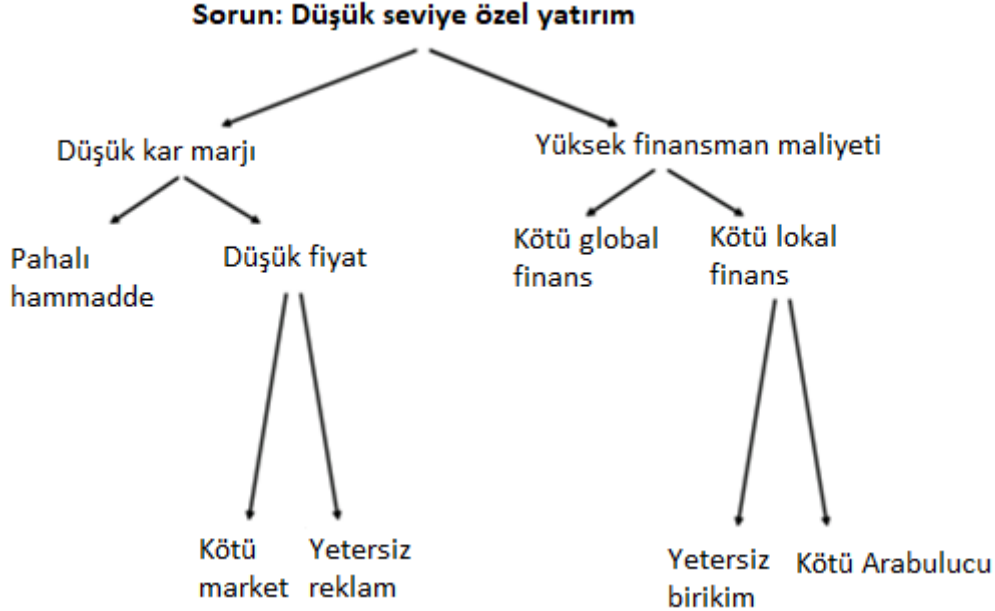 Sorun: Düşük seviye özel yatırım
Düşük kar marjı
Yüksek finansman maliyeti
Pahalı
hammadde
Düşük fiyat
Kötü global
finans
Kötü lokal
finans
Kötü
market
Yetersiz
reklam
Yetersiz
birikim
Kötü Arabulucu